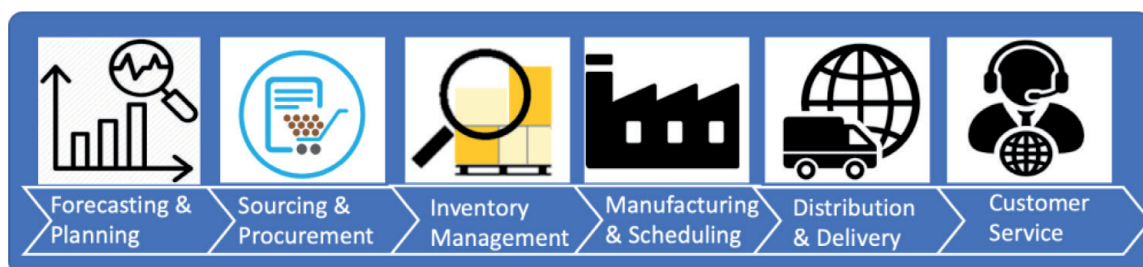 Forecasting &
Planning
Sourcing &
Procurement
Inventory
Management
Manufacturing
& Scheduling
Distribution
& Delivery
Customer
Service